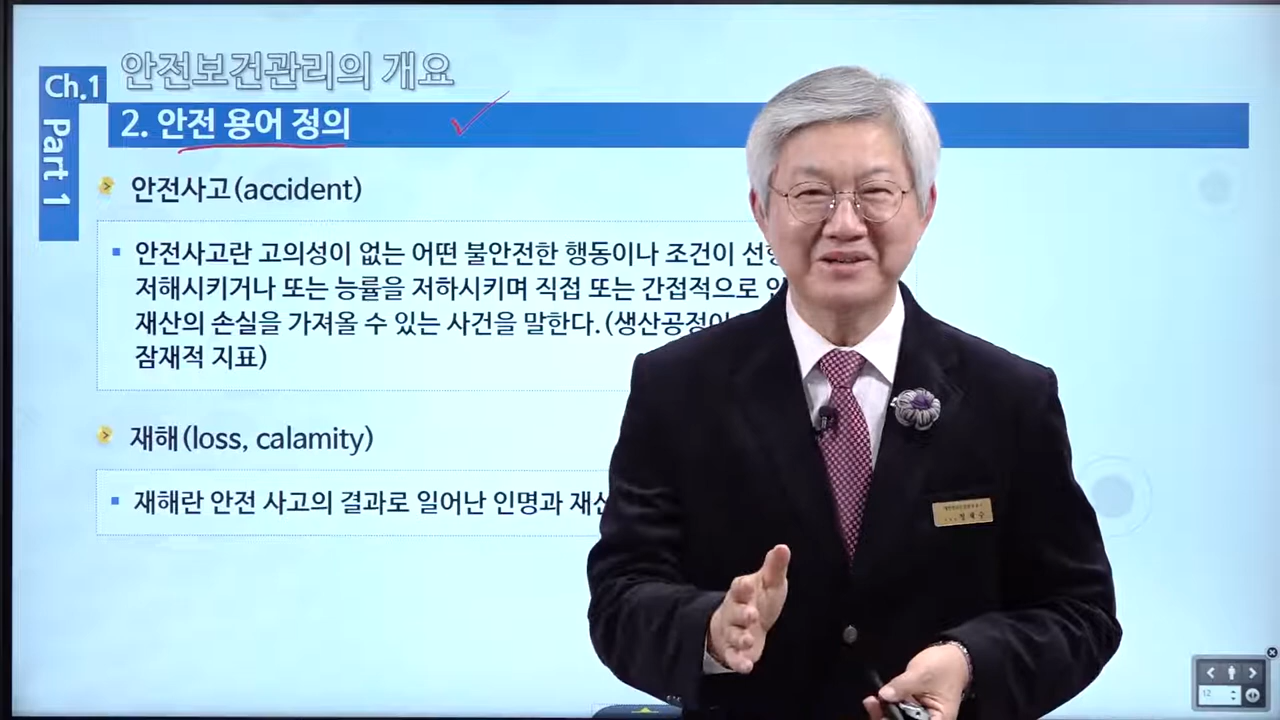 안전보건관리의 개요
Ch.1
Part 1
2. 안전 용어 정의
안전사고(accident)
안전사고란 고의성이 없는 어떤 불안전한 행동이나 조건이
저해시키거나 또는 능률을 저하시키며 직접 또는 간접적으로
재산의 손실을 가져올 수 있는 사건을 말한다.(생산공정이
잠재적 지표)
재해(loss, calamity)
재해란 안전 사고의 결과로 일어난 인명과
12